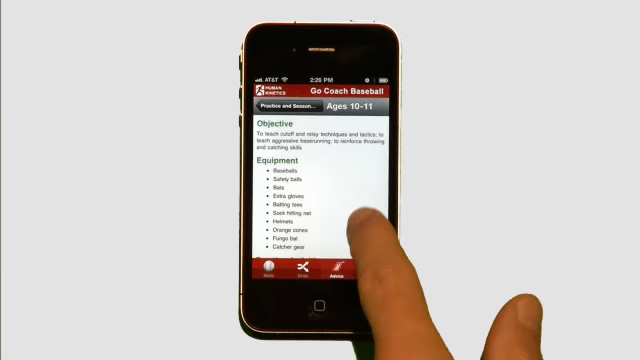 AT&T 2:26 PM
HUMAN KINETICS Go Coach Baseball
Practice and Season... Ages 10-11
Objective
To teach cutoff and relay techniques and tactics; to
teach aggressive baserunning; to reinforce throwing
and catching skills
Equipment
• Baseballs
• Safety balls
• Bats
• Extra gloves
• Batting tees
• Sock hitting net
• Helmets
• Orange cones
• Fungo bat
• Catcher gear
Skills Drills Advice